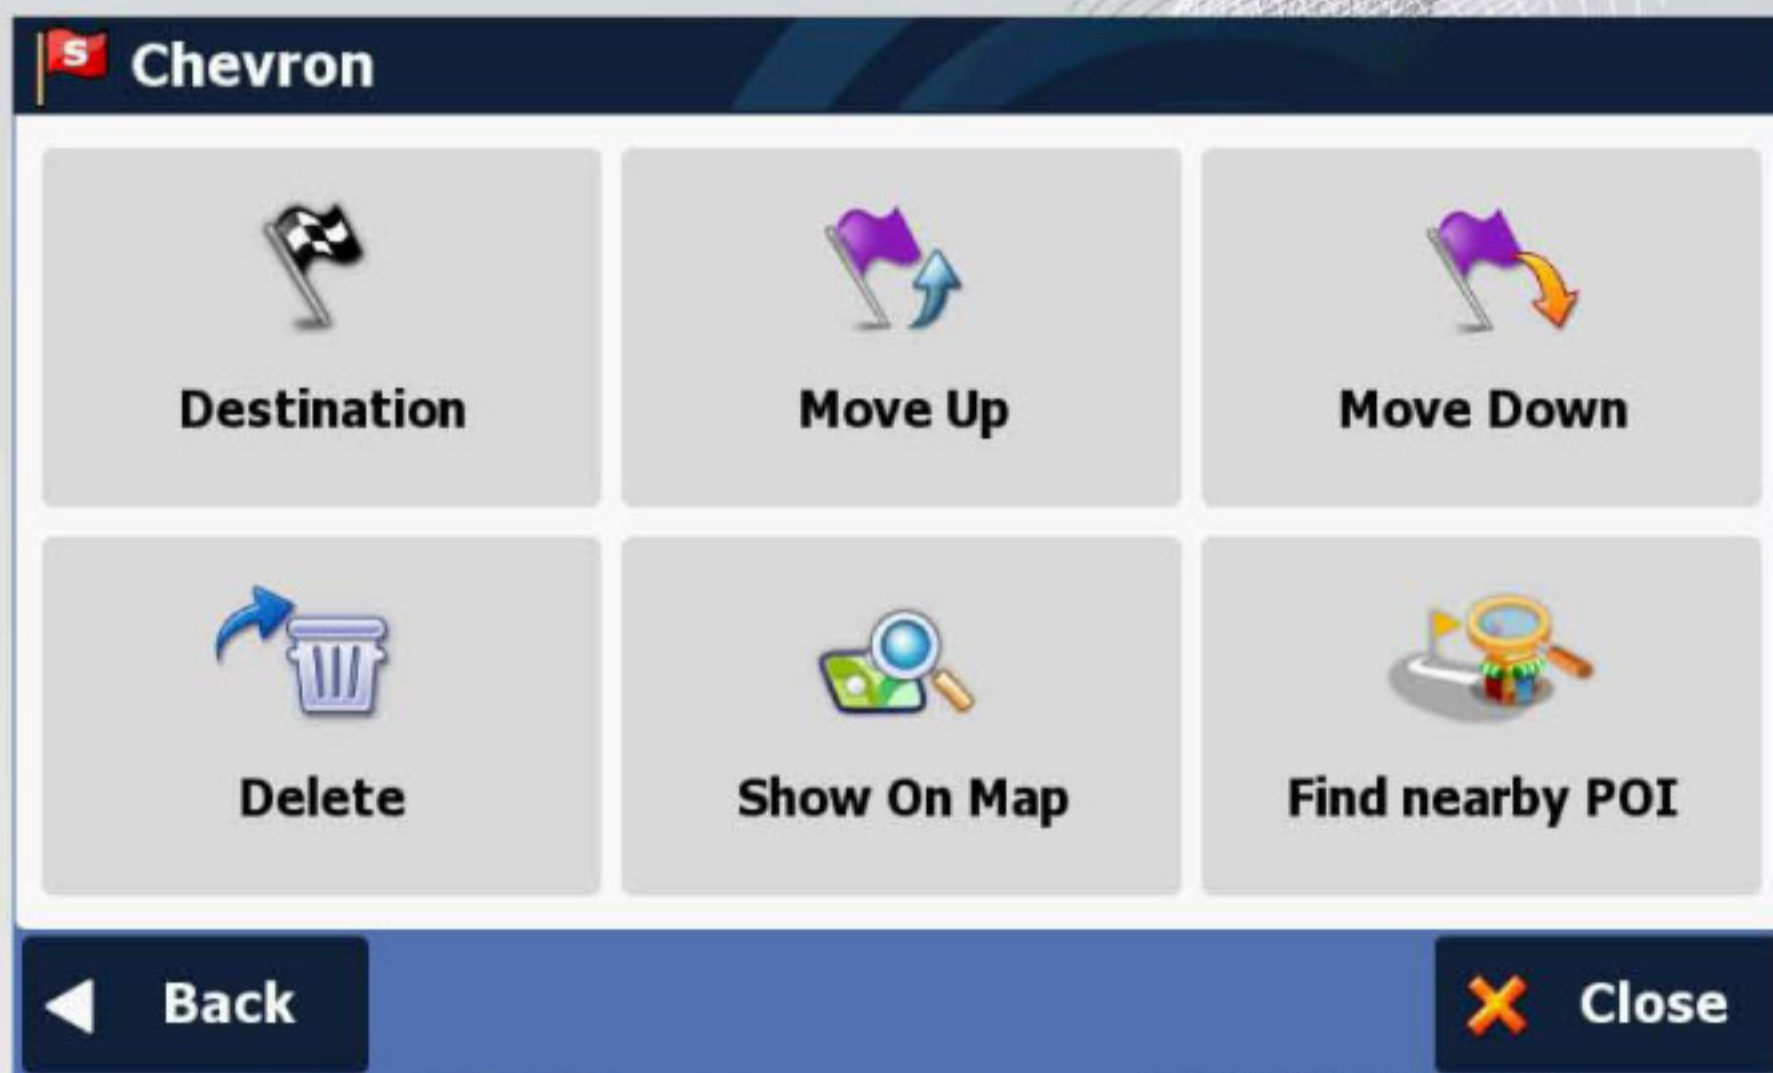 S Chevron
Destination
Move Up
Move Down
Delete
Show On Map
Find nearby POI
Back
Close